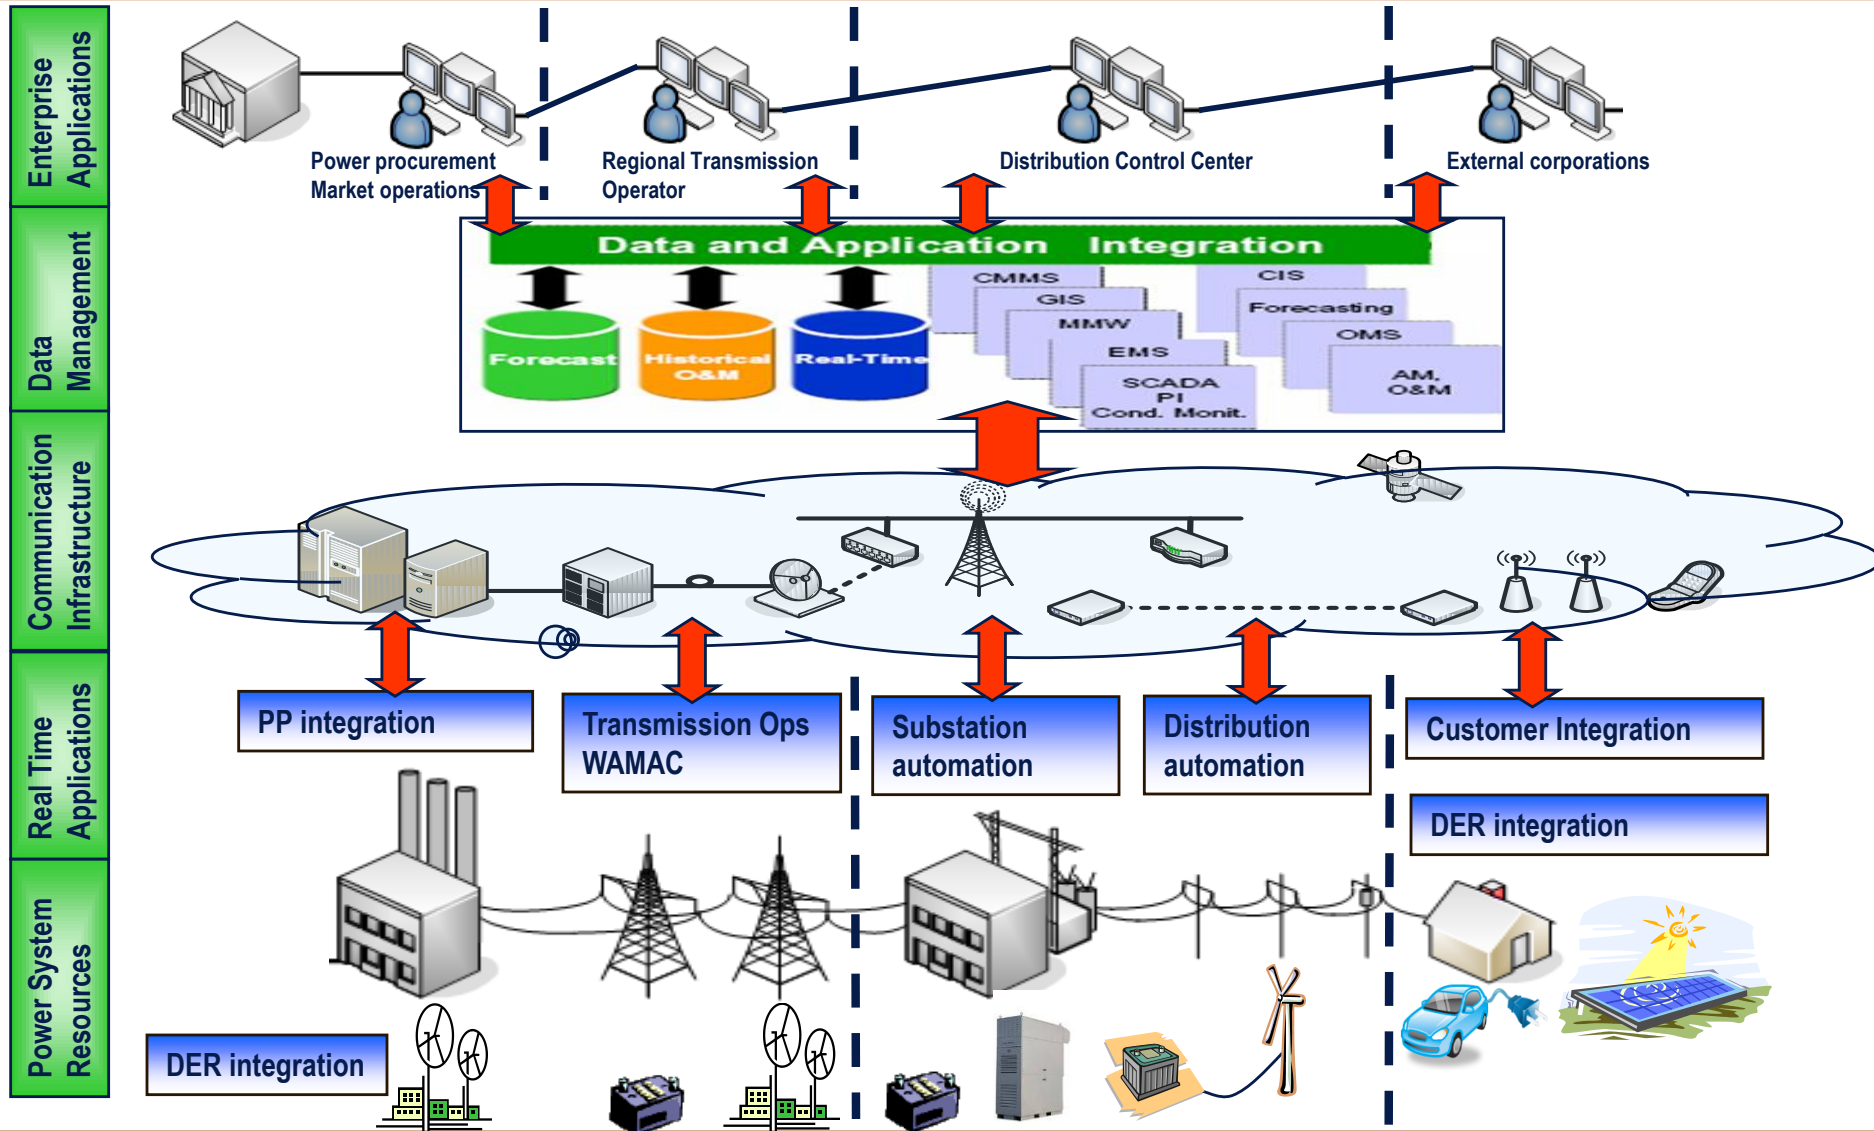 Enterprise
Applications
Power procurement
Market operations
Regional Transmission
Operator
Distribution Control Center
External corporations
Data
Management
Data and Application Integration
Forecast
Historical
O&M
Real-Time
CMMS
GIS
MMW
EMS
SCADA
PI
Cond. Monit.
CIS
Forecasting
OMS
AM,
O&M
Communication
Infrastructure
Real Time
Applications
PP integration
Transmission Ops
WAMAC
Substation
automation
Distribution
automation
Customer Integration
DER integration
Power System
Resources
DER integration